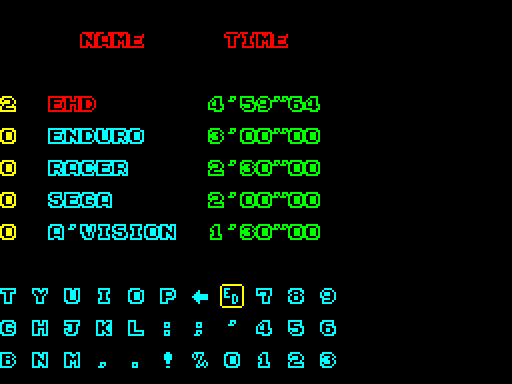 NAME TIME
2 EHD 4'59"64
0 ENDURO 3'00"00
0 RACER 2'30"00
0 SEGA 2'00"00
0 A'VISION 1'30"00
T Y U I O P ← ED 7 8 9
G H J K L : ; ' 4 5 6
B N M , . ! % 0 1 2 3